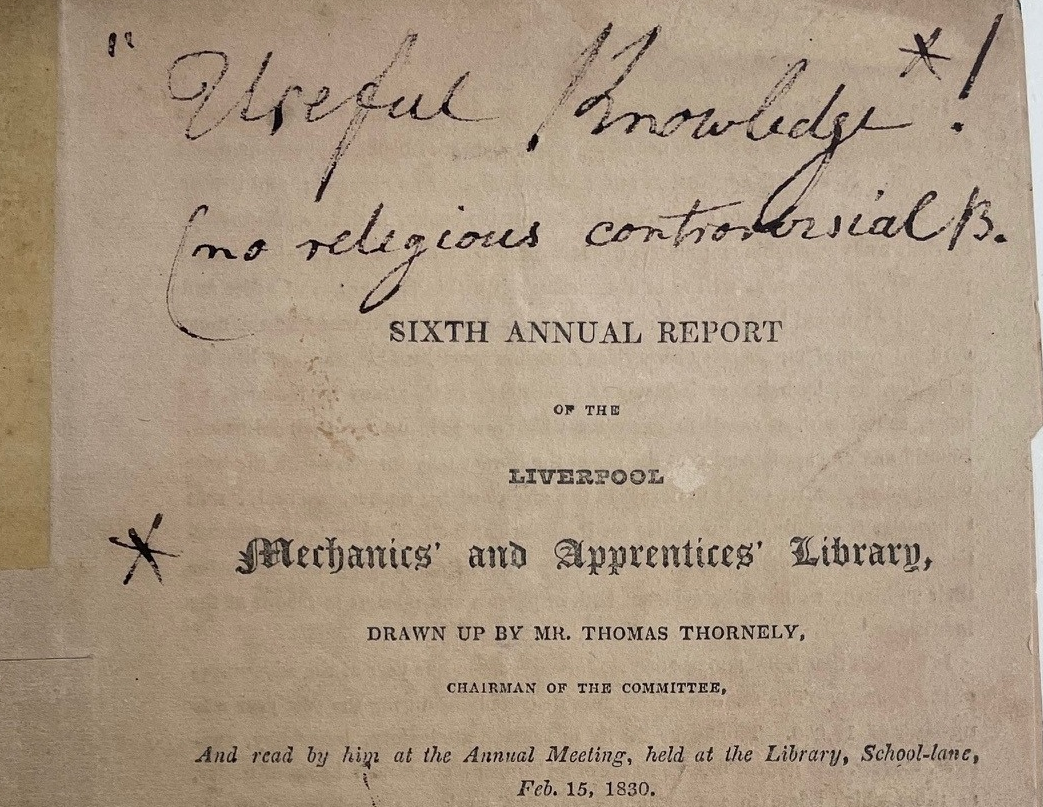 " Useful Knowledge * !
(no religious controversial B.
SIXTH ANNUAL REPORT
OF THE
LIVERPOOL
* Mechanics' and Apprentices' Library,
DRAWN UP BY MR. THOMAS THORNELY,
CHAIRMAN OF THE COMMITTEE,
And read by him at the Annual Meeting, held at the Library, School-lane,
Feb. 15, 1830.